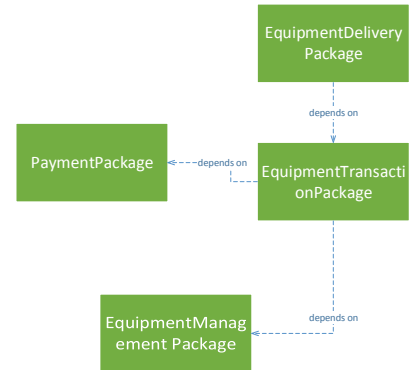 EquipmentDelivery
Package
depends on
PaymentPackage
depends on
EquipmentTransacti
onPackage
depends on
EquipmentManag
ement Package